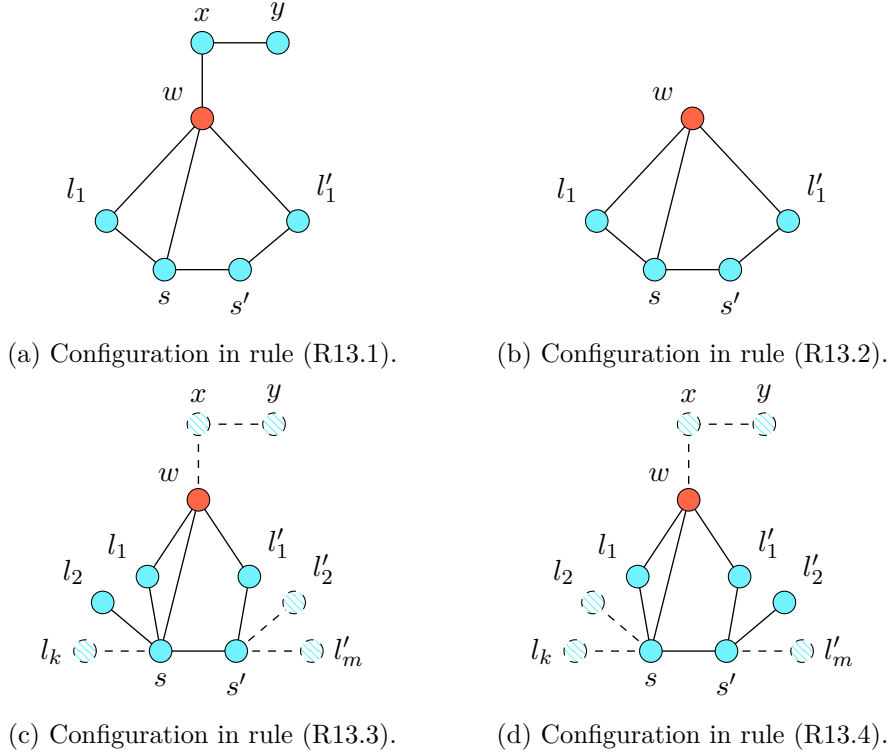 x y
w w
l₁ l′₁ l₁ l′₁
s s′ s s′
(a) Configuration in rule (R13.1). (b) Configuration in rule (R13.2).
x y x y
w w
l₁ l′₁ l₁ l′₁
l₂ l′₂ l₂ l′₂
lₖ l′ₘ lₖ l′ₘ
s s′ s s′
(c) Configuration in rule (R13.3). (d) Configuration in rule (R13.4).